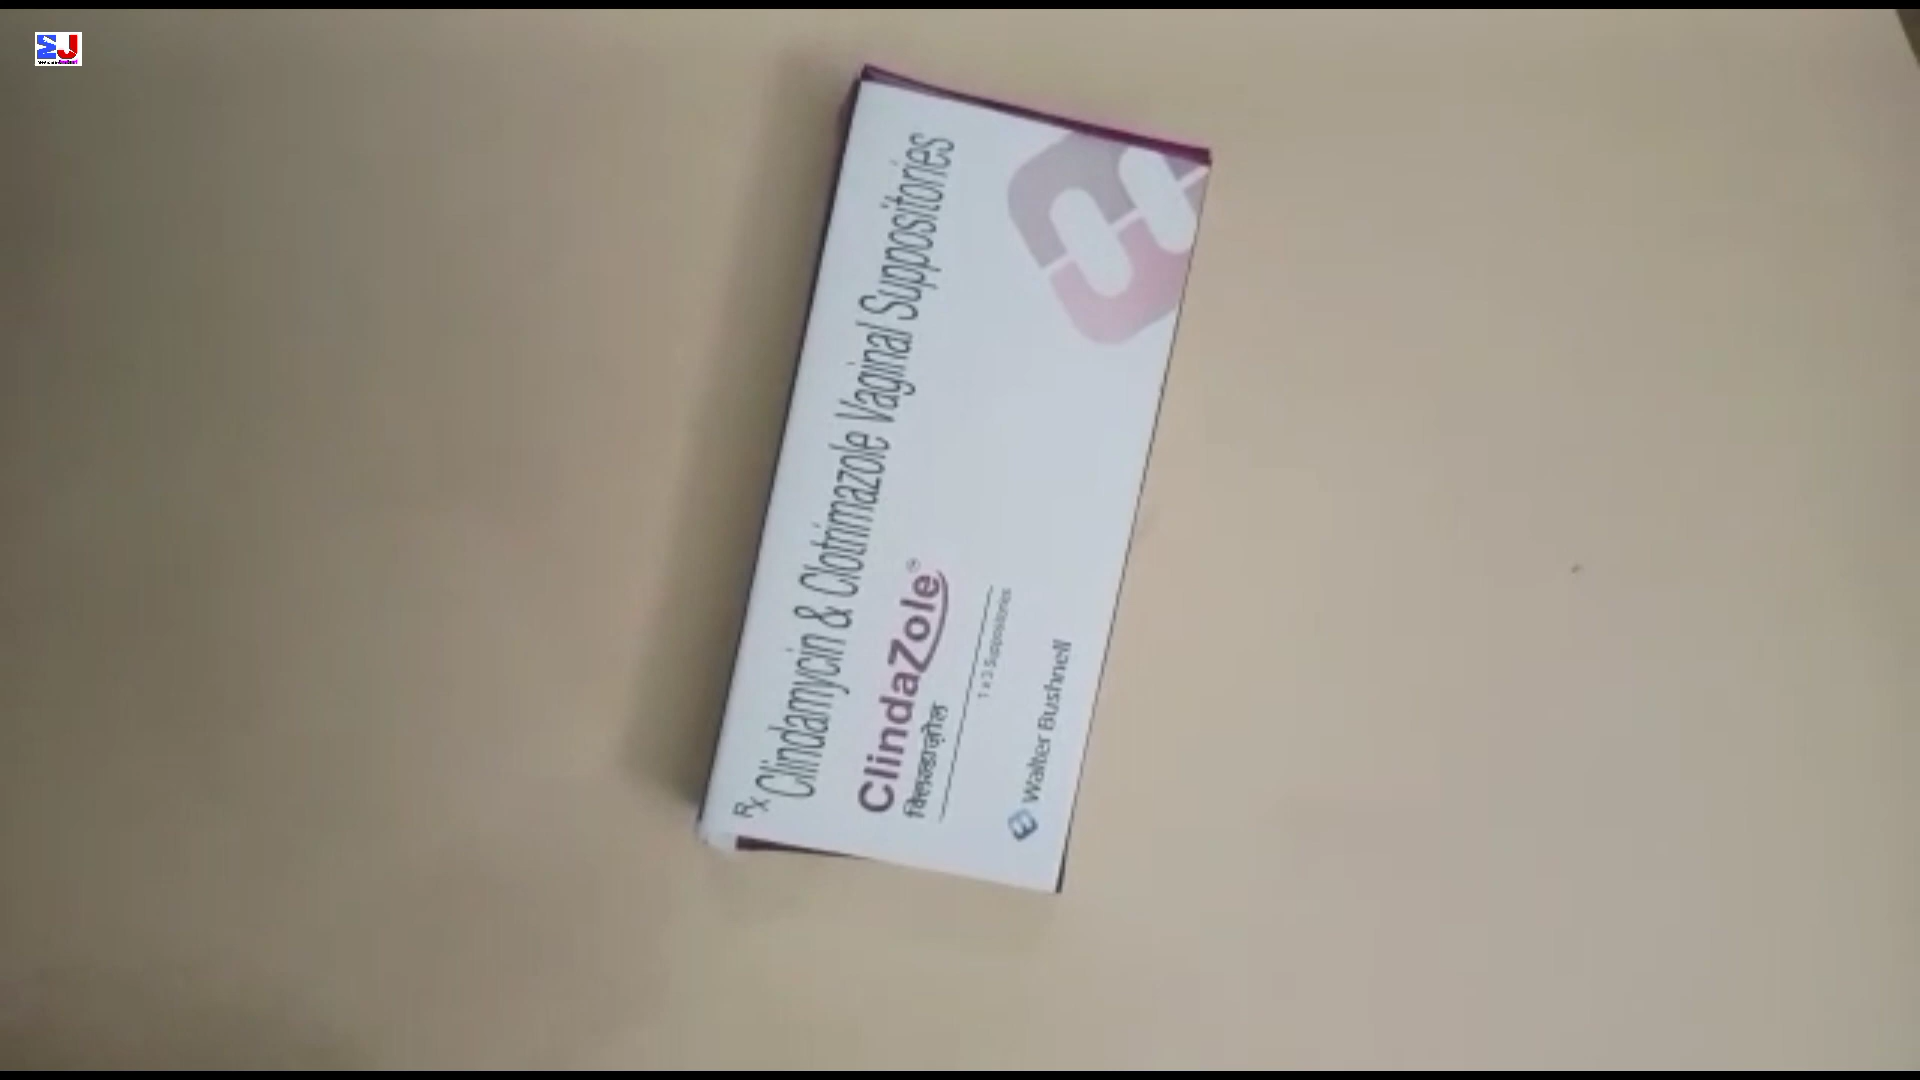 Rx Clindamycin & Clotrimazole Vaginal Suppositories
ClindaZole®
क्लिन्डाज़ोल
1 x 3 Suppositories
Walter Bushnell